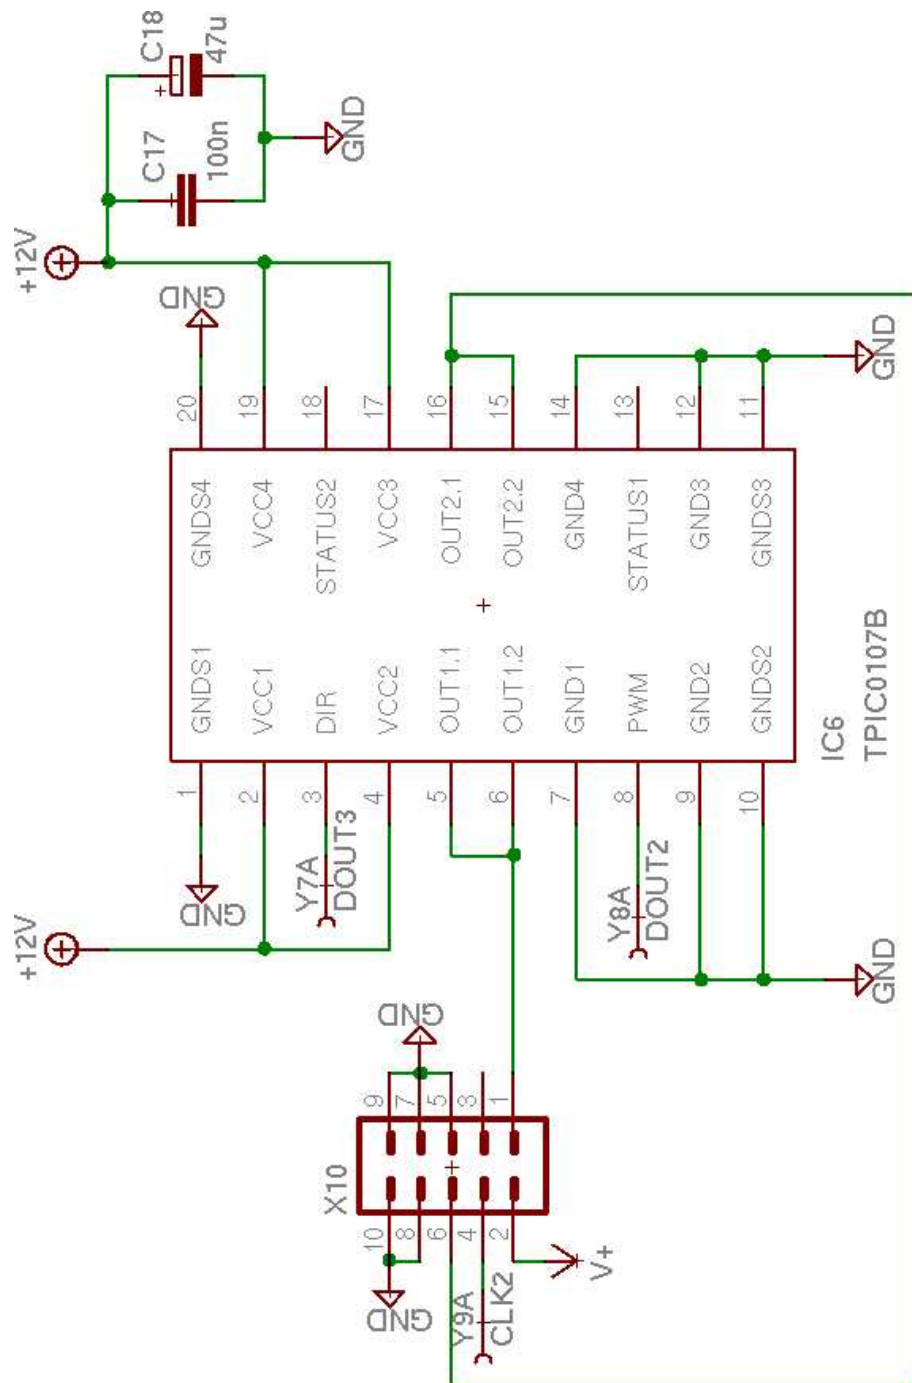 C18
47u
C17
100n
GND
+12V
GND
20
19
18
17
16
15
14
13
12
11
GND
GNDS4
VCC4
STATUS2
VCC3
OUT2.1
OUT2.2
GND4
STATUS1
GND3
GNDS3
GNDS1
VCC1
DIR
VCC2
OUT1.1
OUT1.2
GND1
PWM
GND2
GNDS2
IC6
TPIC0107B
1
2
3
4
5
6
7
8
9
10
GND
Y7A
DOUT3
Y8A
DOUT2
+12V
GND
GND
9
7
5
3
1
X10
10
8
6
4
2
GND
Y9A
CLK2
V+